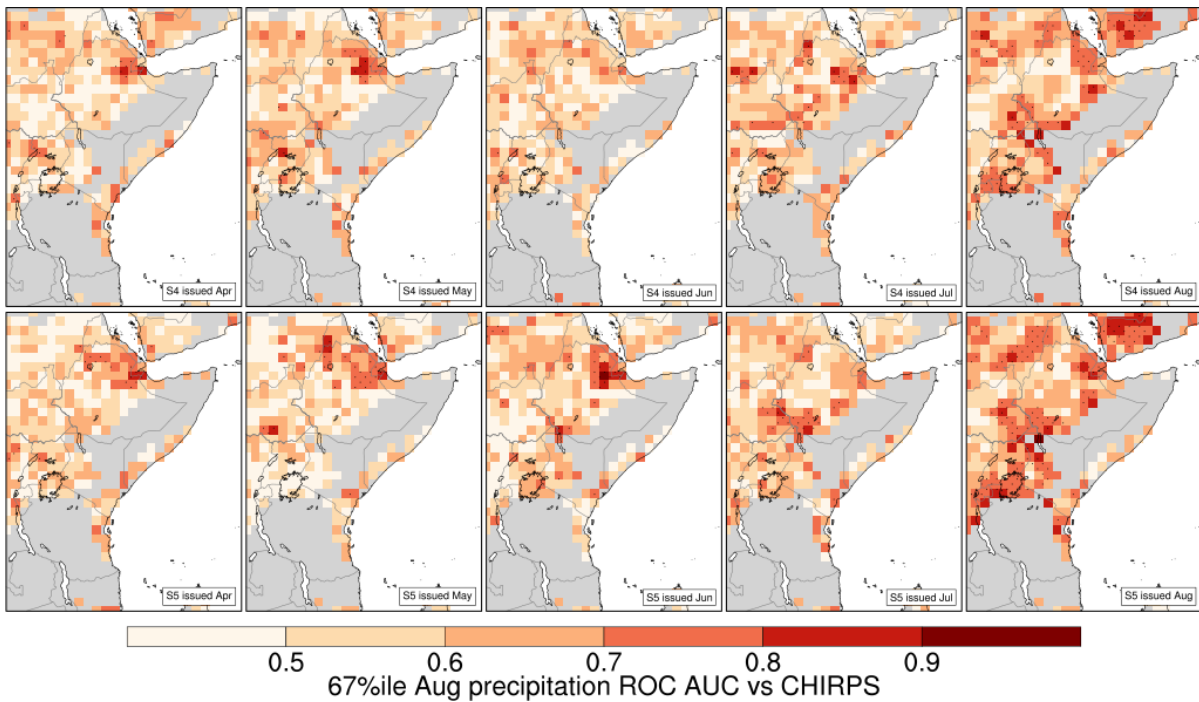 S4 issued Apr
S4 issued May
S4 issued Jun
S4 issued Jul
S4 issued Aug
S5 issued Apr
S5 issued May
S5 issued Jun
S5 issued Jul
S5 issued Aug
0.5 0.6 0.7 0.8 0.9
67%ile Aug precipitation ROC AUC vs CHIRPS